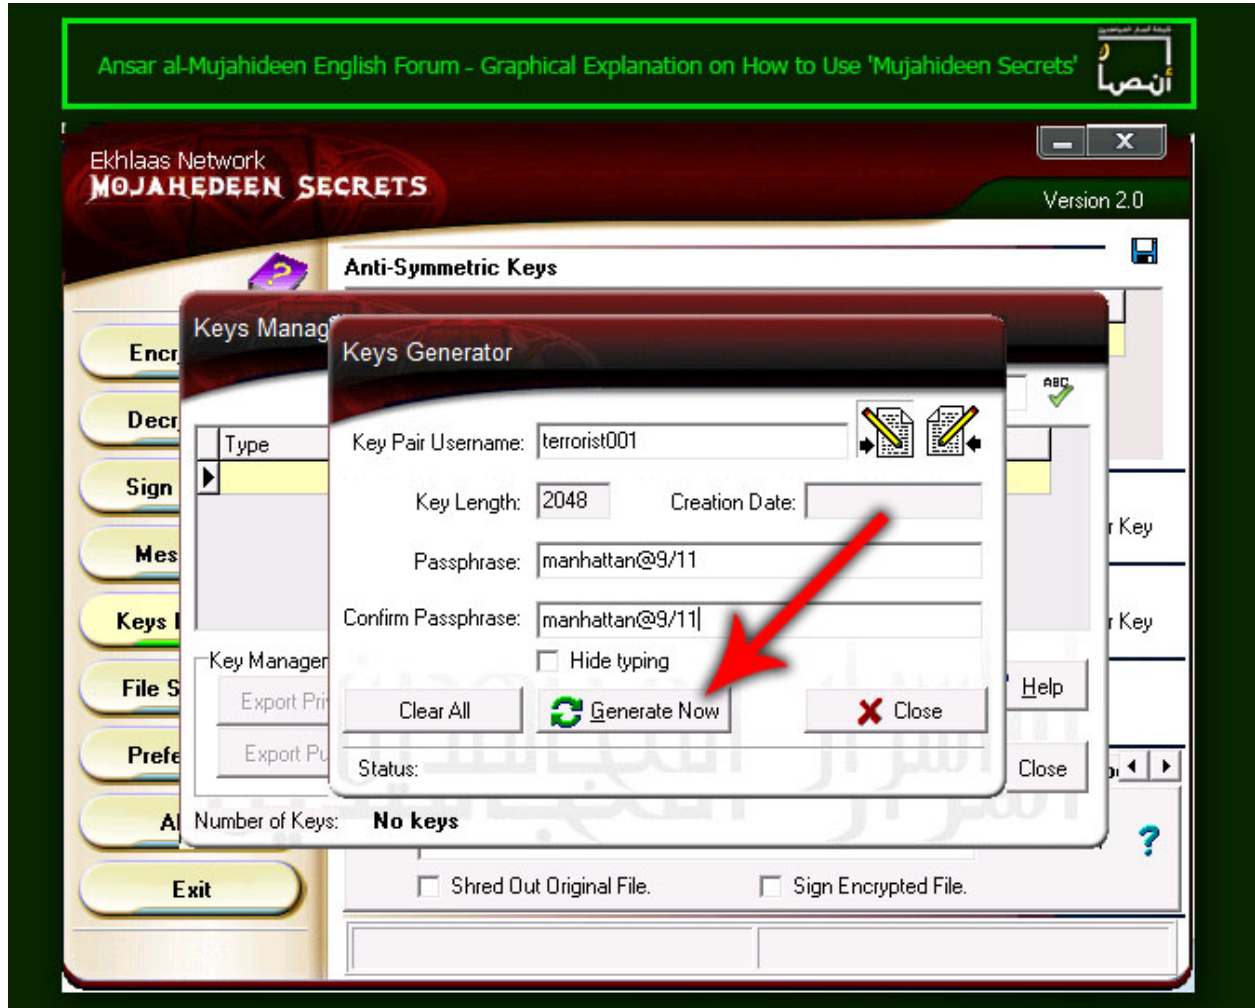 Ansar al-Mujahideen English Forum - Graphical Explanation on How to Use 'Mujahideen Secrets'
أنصار
Ekhlaas Network
MOJAHEDEEN SECRETS
Version 2.0
Anti-Symmetric Keys
Keys Manag
Keys Generator
Encr
Decr
Sign
Mes
Keys
File S
Prefe
Exit
Type
ABC
Key Pair Username: terrorist001
Key Length: 2048 Creation Date:
Passphrase: manhattan@9/11
Confirm Passphrase: manhattan@9/11
Hide typing
r Key
r Key
Key Manager
Export Pri
Export Pu
Clear All Generate Now Close
Help
Status:
Close
Number of Keys: No keys
أسرار المجاهدين
Shred Out Original File. Sign Encrypted File.